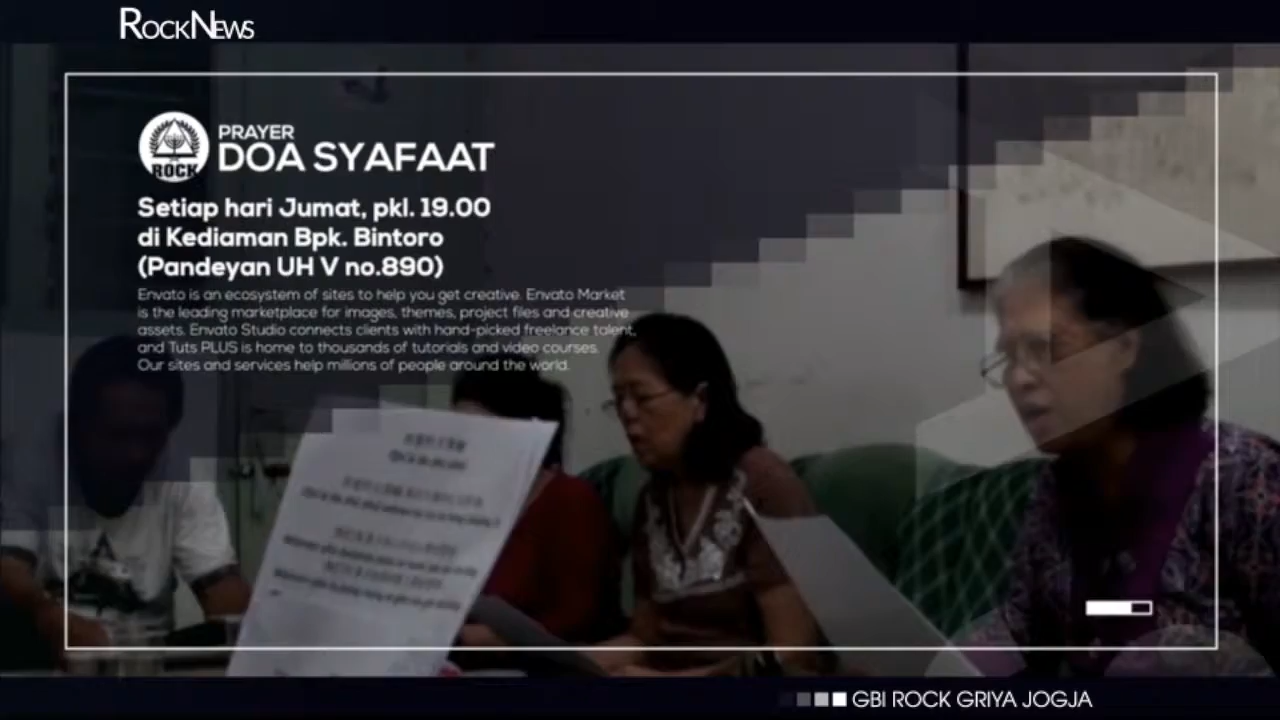 ROCKNEWS
PRAYER
DOA SYAFAAT
ROCK
Setiap hari Jumat, pkl. 19.00
di Kediaman Bpk. Bintoro
(Pandeyan UH V no.890)
Envato is an ecosystem of sites to help you get creative. Envato Market
is the leading marketplace for images, themes, project files and creative
assets. Envato Studio connects clients with hand-picked freelance talent,
and Tuts PLUS is home to thousands of tutorials and video courses.
Our sites and services help millions of people around the world.
GBI ROCK GRIYA JOGJA